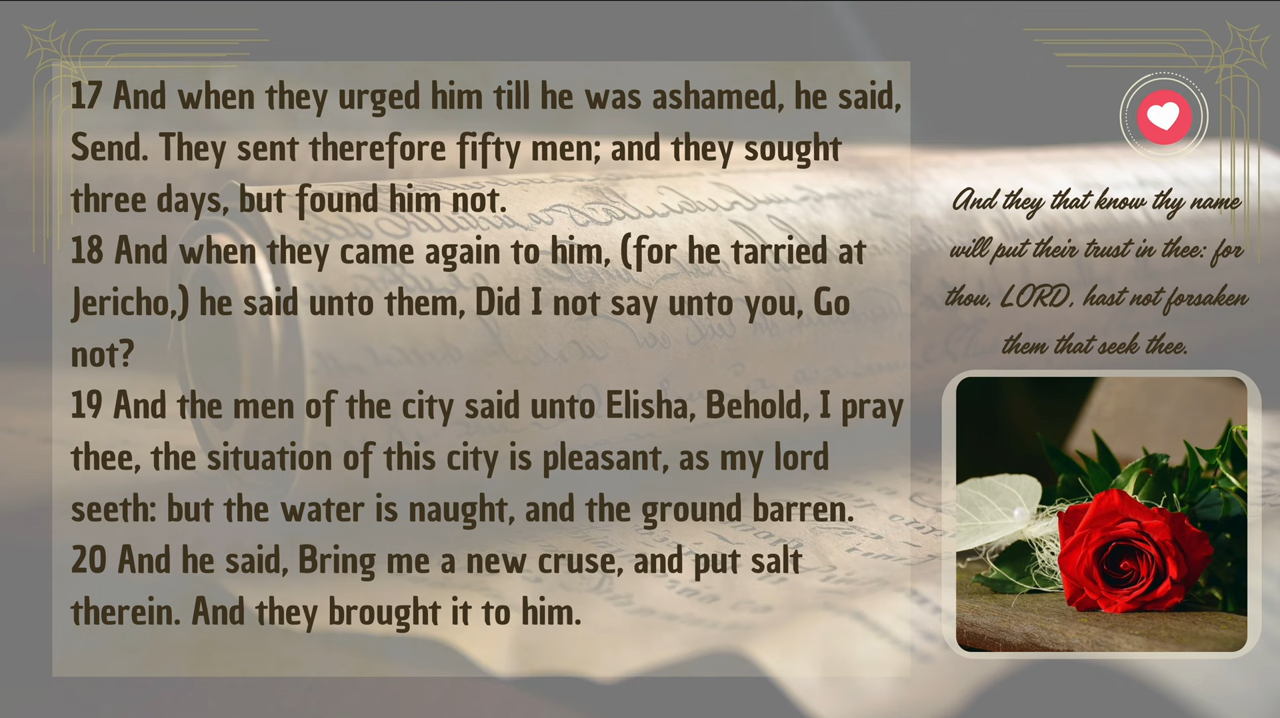 17 And when they urged him till he was ashamed, he said,
Send. They sent therefore fifty men; and they sought
three days, but found him not.
18 And when they came again to him, (for he tarried at
Jericho,) he said unto them, Did I not say unto you, Go
not?
19 And the men of the city said unto Elisha, Behold, I pray
thee, the situation of this city is pleasant, as my lord
seeth: but the water is naught, and the ground barren.
20 And he said, Bring me a new cruse, and put salt
therein. And they brought it to him.
And they that know thy name
will put their trust in thee: for
thou, LORD, hast not forsaken
them that seek thee.